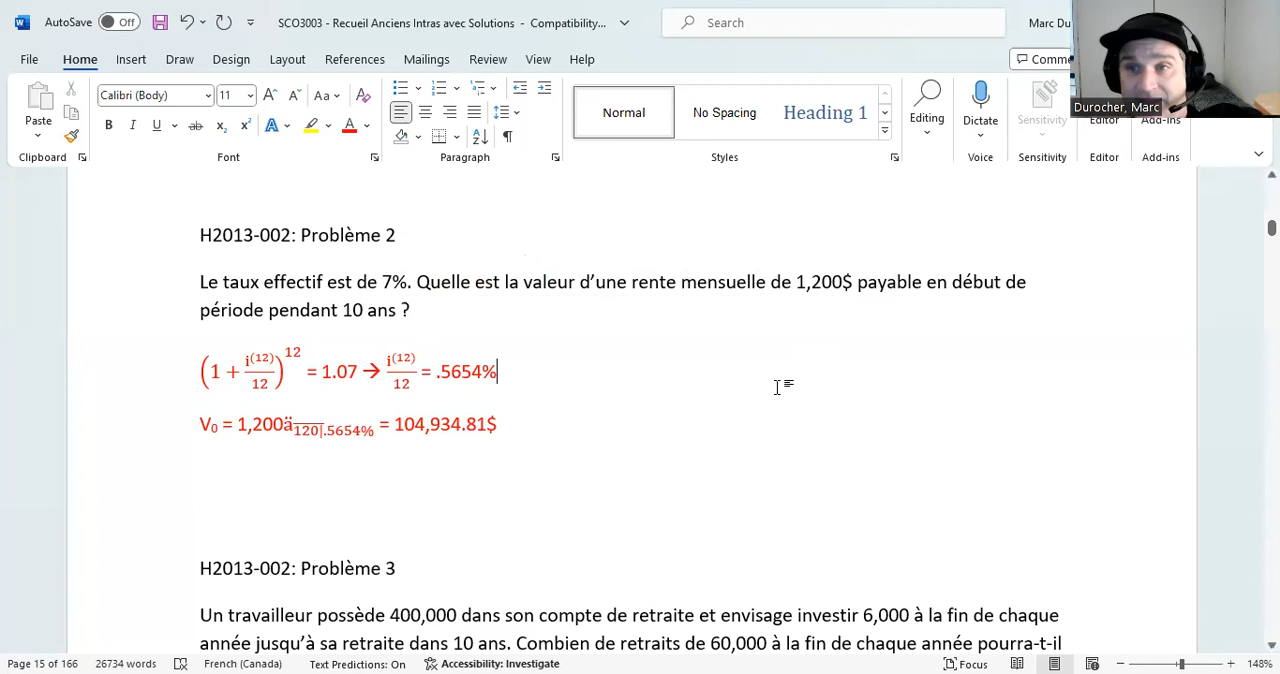 AutoSave Off SCO3003 - Recueil Anciens Intras avec Solutions - Compatibility... Search Marc Du
File Home Insert Draw Design Layout References Mailings Review View Help Comme
Durocher, Marc
Paste Calibri (Body) 11 A A Aa A
B I U ab x₂ x² A A
Normal No Spacing Heading 1
Editing Dictate Sensitivity Editor Add-ins
Clipboard Font Paragraph Styles Voice Sensitivity Editor Add-ins
H2013-002: Problème 2
Le taux effectif est de 7%. Quelle est la valeur d’une rente mensuelle de 1,200$ payable en début de
période pendant 10 ans ?
(1 + i⁽¹²⁾/12)¹² = 1.07 → i⁽¹²⁾/12 = .5654%
V₀ = 1,200ä120|.5654% = 104,934.81$
H2013-002: Problème 3
Un travailleur possède 400,000 dans son compte de retraite et envisage investir 6,000 à la fin de chaque
année jusqu’à sa retraite dans 10 ans. Combien de retraits de 60,000 à la fin de chaque année pourra-t-il
Page 15 of 166 26734 words French (Canada) Text Predictions: On Accessibility: Investigate Focus 148%